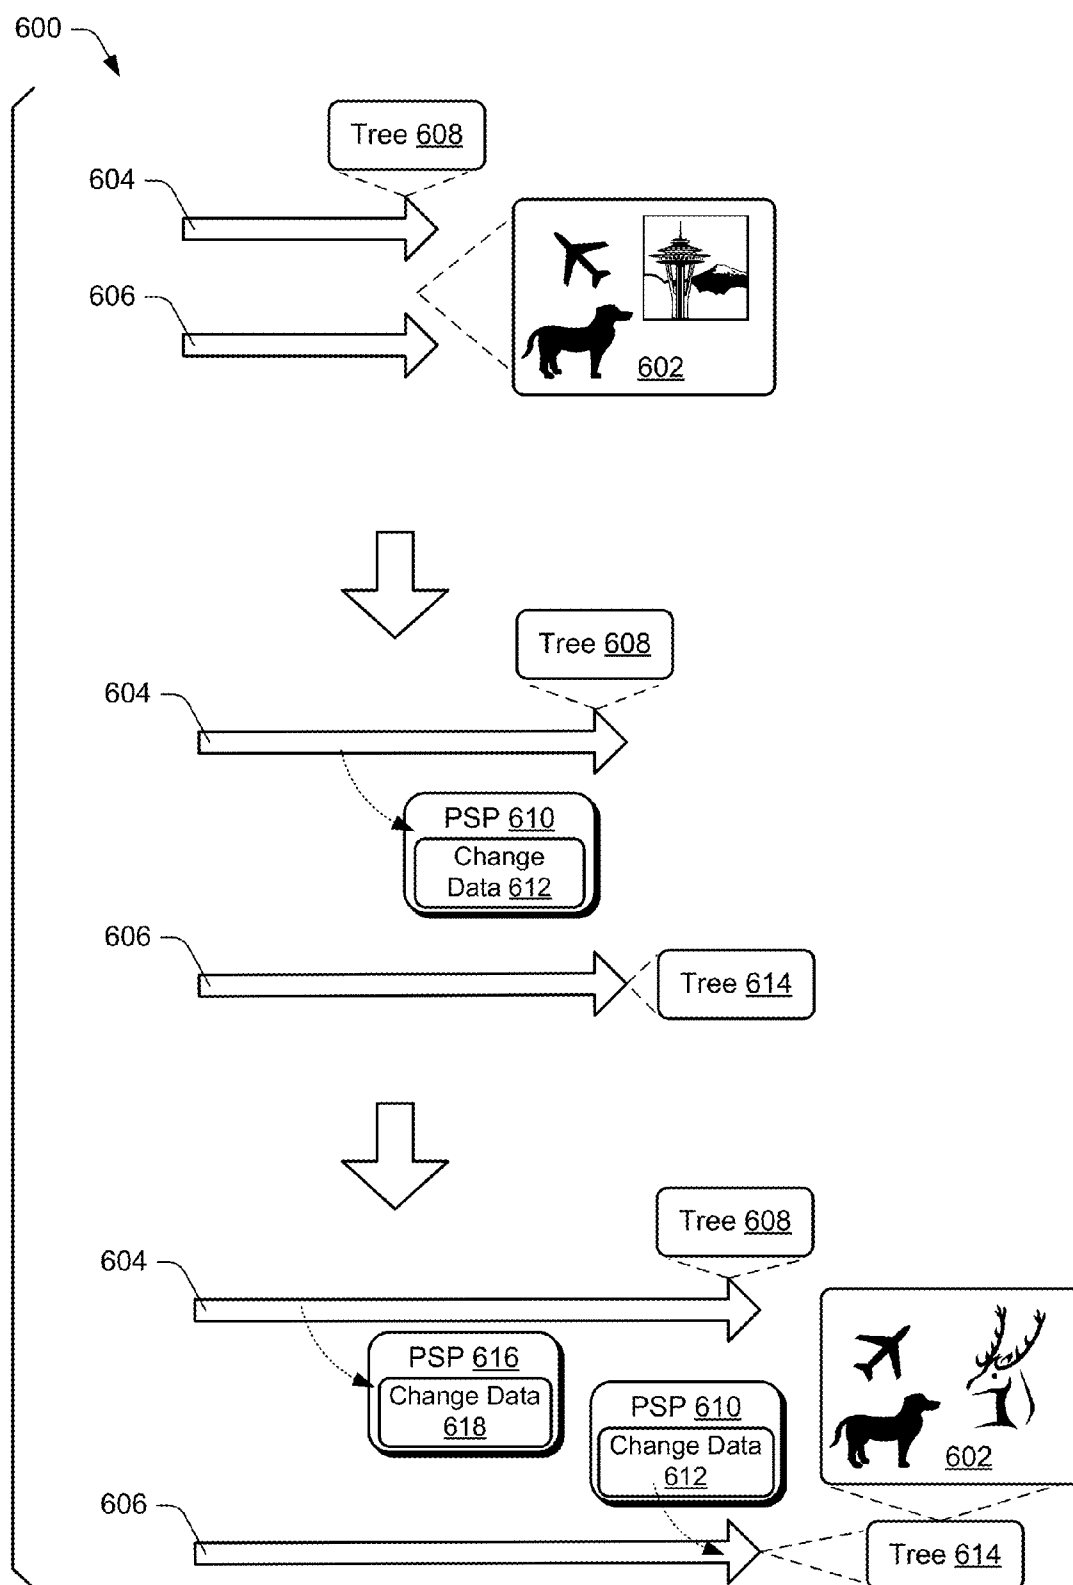 600
Tree 608
604
606
602
Tree 608
604
PSP 610
Change
Data 612
606
Tree 614
Tree 608
604
PSP 616
Change Data
618
PSP 610
Change Data
612
602
606
Tree 614